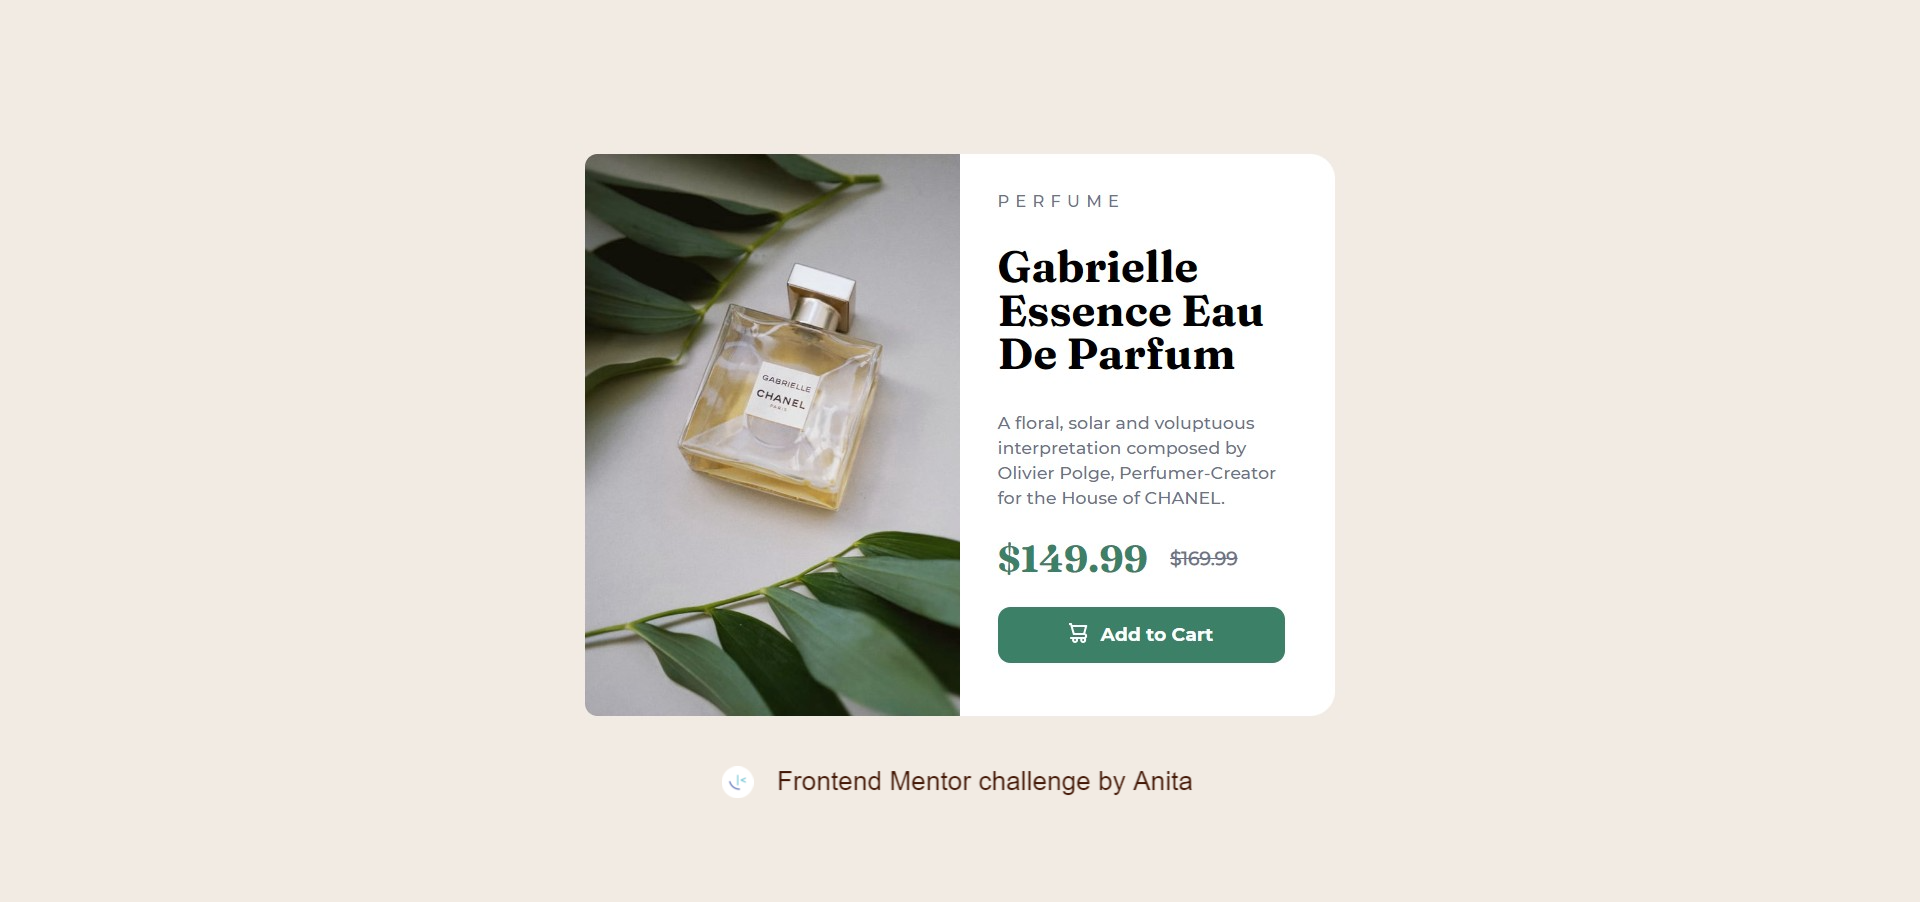 GABRIELLE
CHANEL
PARIS
PERFUME
Gabrielle
Essence Eau
De Parfum
A floral, solar and voluptuous
interpretation composed by
Olivier Polge, Perfumer-Creator
for the House of CHANEL.
$149.99 $169.99
Add to Cart
Frontend Mentor challenge by Anita